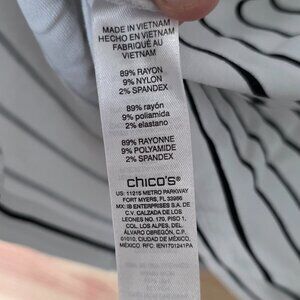 MADE IN VIETNAM
HECHO EN VIETNAM
FABRIQUÉ AU
VIETNAM
89% RAYON
9% NYLON
2% SPANDEX
89% rayón
9% poliamida
2% elastano
89% RAYONNE
9% POLYAMIDE
2% SPANDEX
chico's®
US: 11215 METRO PARKWAY
FORT MYERS, FL 33966
MX: IB ENTERPRISES S.A. DE
C.V. CALZADA DE LOS
LEONES NO. 170, PISO 1,
COL. LOS ALPES, DEL.
ÁLVARO OBREGÓN, C.P.
01010, CIUDAD DE MÉXICO,
MÉXICO RFC: IEN1701241PA